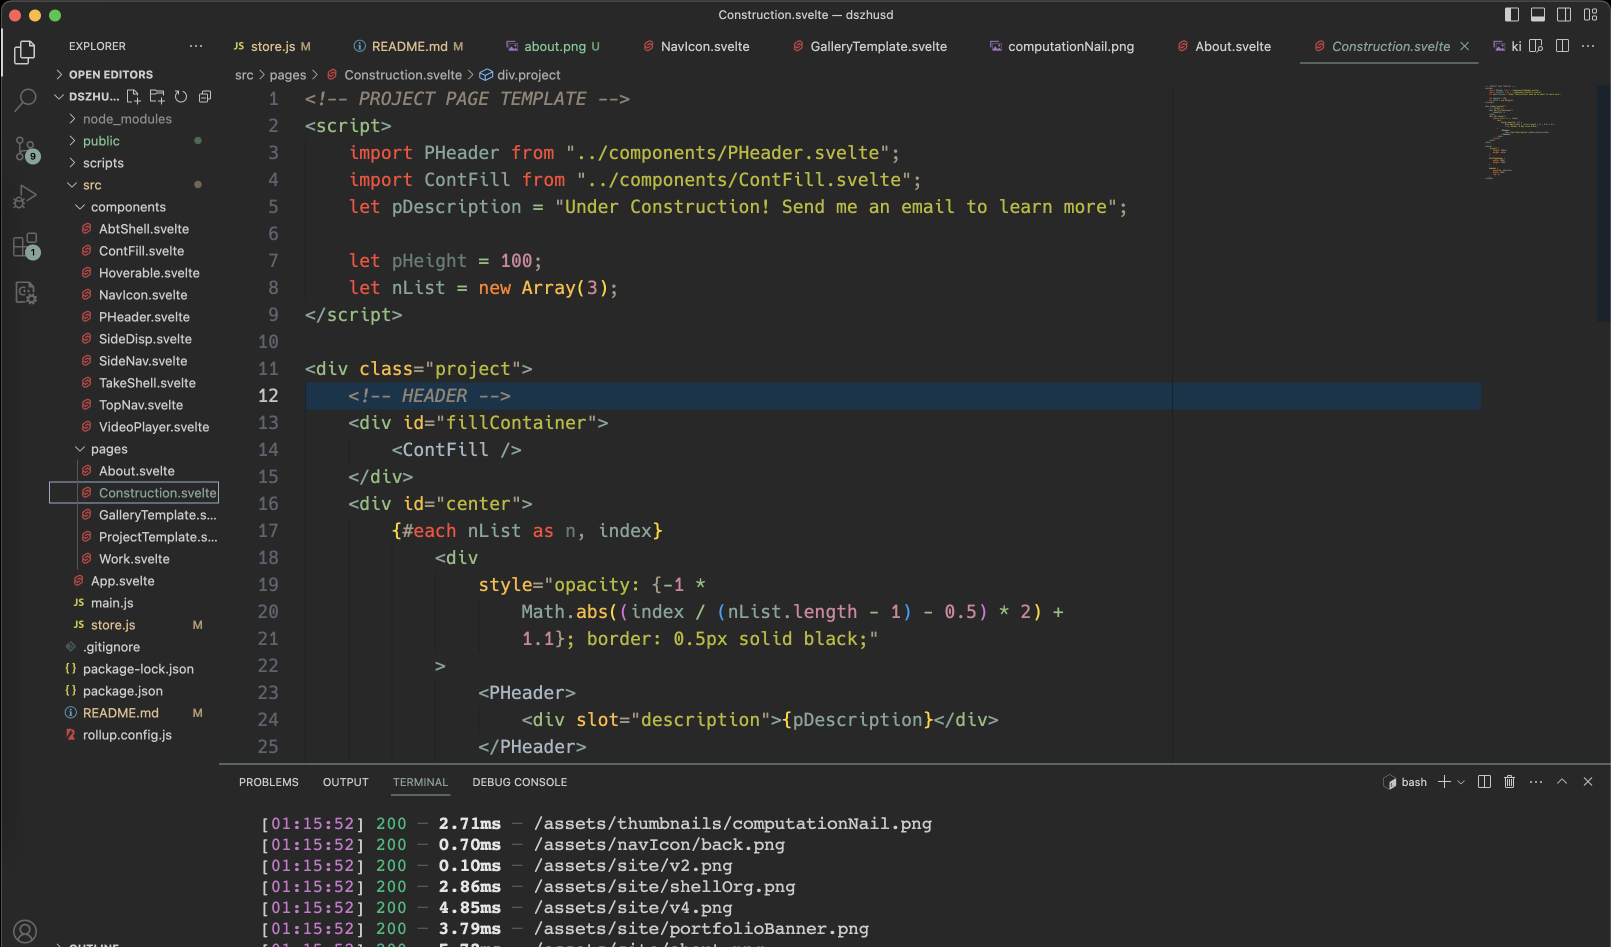 Construction.svelte — dszhusd
EXPLORER
store.js M
README.md M
about.png U
NavIcon.svelte
GalleryTemplate.svelte
computationNail.png
About.svelte
Construction.svelte
ki
OPEN EDITORS
DSZHU...
node_modules
public
scripts
src
components
AbtShell.svelte
ContFill.svelte
Hoverable.svelte
NavIcon.svelte
PHeader.svelte
SideDisp.svelte
SideNav.svelte
TakeShell.svelte
TopNav.svelte
VideoPlayer.svelte
pages
About.svelte
Construction.svelte
GalleryTemplate.s...
ProjectTemplate.s...
Work.svelte
App.svelte
JS main.js
JS store.js M
.gitignore
{} package-lock.json
{} package.json
README.md M
rollup.config.js
9
1
src > pages > Construction.svelte > div.project
1 <!-- PROJECT PAGE TEMPLATE -->
2 <script>
3 import PHeader from "../components/PHeader.svelte";
4 import ContFill from "../components/ContFill.svelte";
5 let pDescription = "Under Construction! Send me an email to learn more";
6
7 let pHeight = 100;
8 let nList = new Array(3);
9 </script>
10
11 <div class="project">
12 <!-- HEADER -->
13 <div id="fillContainer">
14 <ContFill />
15 </div>
16 <div id="center">
17 {#each nList as n, index}
18 <div
19 style="opacity: {-1 *
20 Math.abs((index / (nList.length - 1) - 0.5) * 2) +
21 1.1}; border: 0.5px solid black;"
22 >
23 <PHeader>
24 <div slot="description">{pDescription}</div>
25 </PHeader>
PROBLEMS OUTPUT TERMINAL DEBUG CONSOLE
bash
[01:15:52] 200 — 2.71ms — /assets/thumbnails/computationNail.png
[01:15:52] 200 — 0.70ms — /assets/navIcon/back.png
[01:15:52] 200 — 0.10ms — /assets/site/v2.png
[01:15:52] 200 — 2.86ms — /assets/site/shellOrg.png
[01:15:52] 200 — 4.85ms — /assets/site/v4.png
[01:15:52] 200 — 3.79ms — /assets/site/portfolioBanner.png
OUTLINE